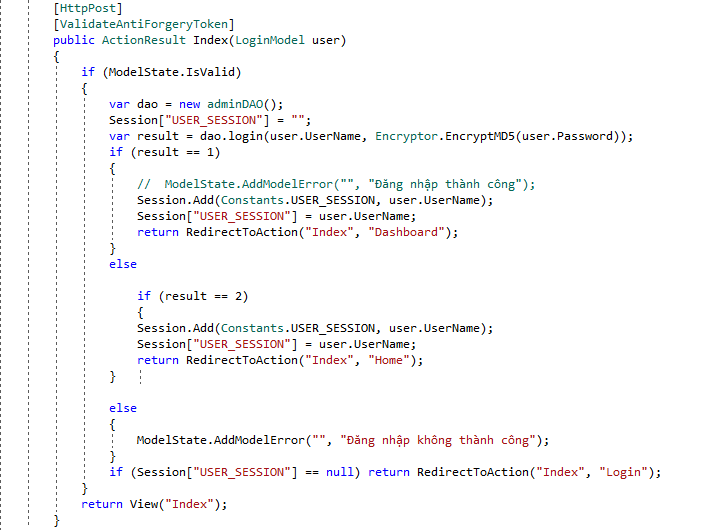 [HttpPost]
[ValidateAntiForgeryToken]
public ActionResult Index(LoginModel user)
{
if (ModelState.IsValid)
{
var dao = new adminDAO();
Session["USER_SESSION"] = "";
var result = dao.login(user.UserName, Encryptor.EncryptMD5(user.Password));
if (result == 1)
{
// ModelState.AddModelError("", "Đăng nhập thành công");
Session.Add(Constants.USER_SESSION, user.UserName);
Session["USER_SESSION"] = user.UserName;
return RedirectToAction("Index", "Dashboard");
}
else
if (result == 2)
{
Session.Add(Constants.USER_SESSION, user.UserName);
Session["USER_SESSION"] = user.UserName;
return RedirectToAction("Index", "Home");
}
else
{
ModelState.AddModelError("", "Đăng nhập không thành công");
}
if (Session["USER_SESSION"] == null) return RedirectToAction("Index", "Login");
}
return View("Index");
}